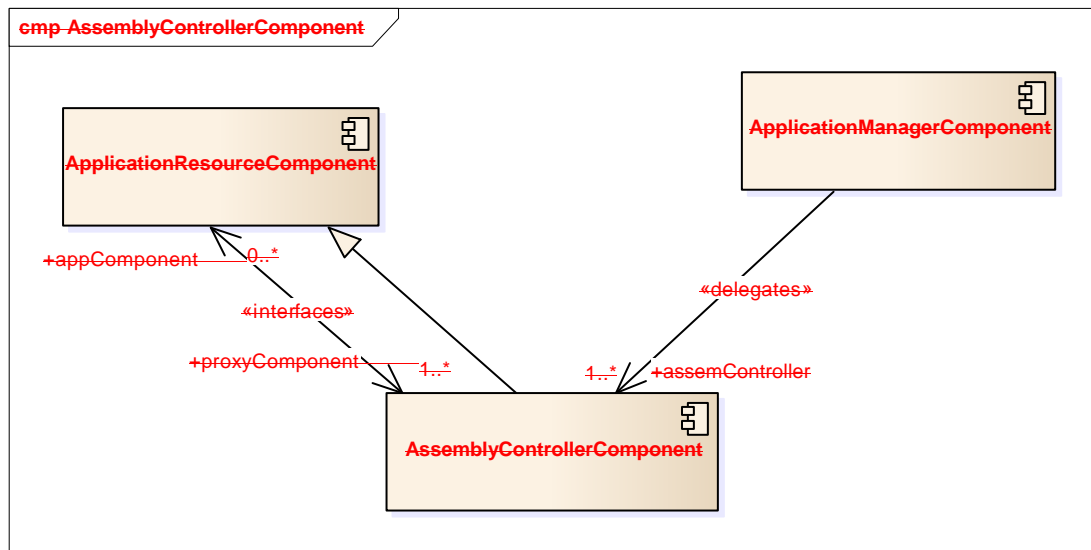 cmp AssemblyControllerComponent
ApplicationManagerComponent
ApplicationResourceComponent
+appComponent 0..*
«delegates»
«interfaces»
+proxyComponent 1..*
1..* +assemController
AssemblyControllerComponent